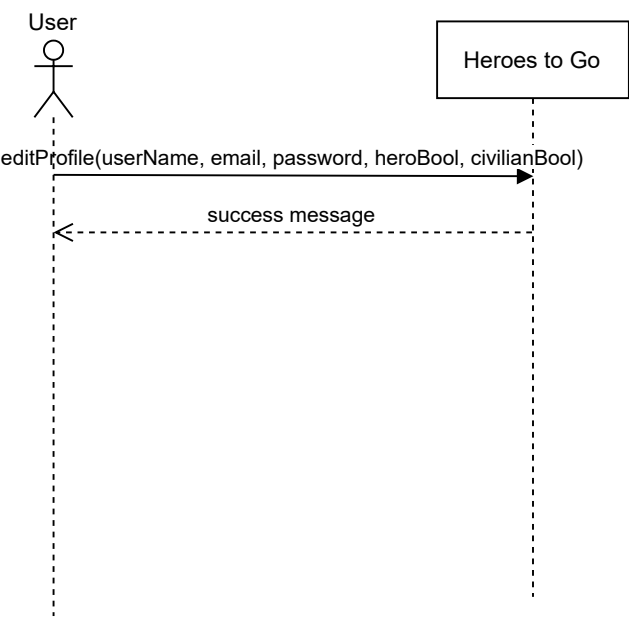 User
Heroes to Go
editProfile(userName, email, password, heroBool, civilianBool)
success message